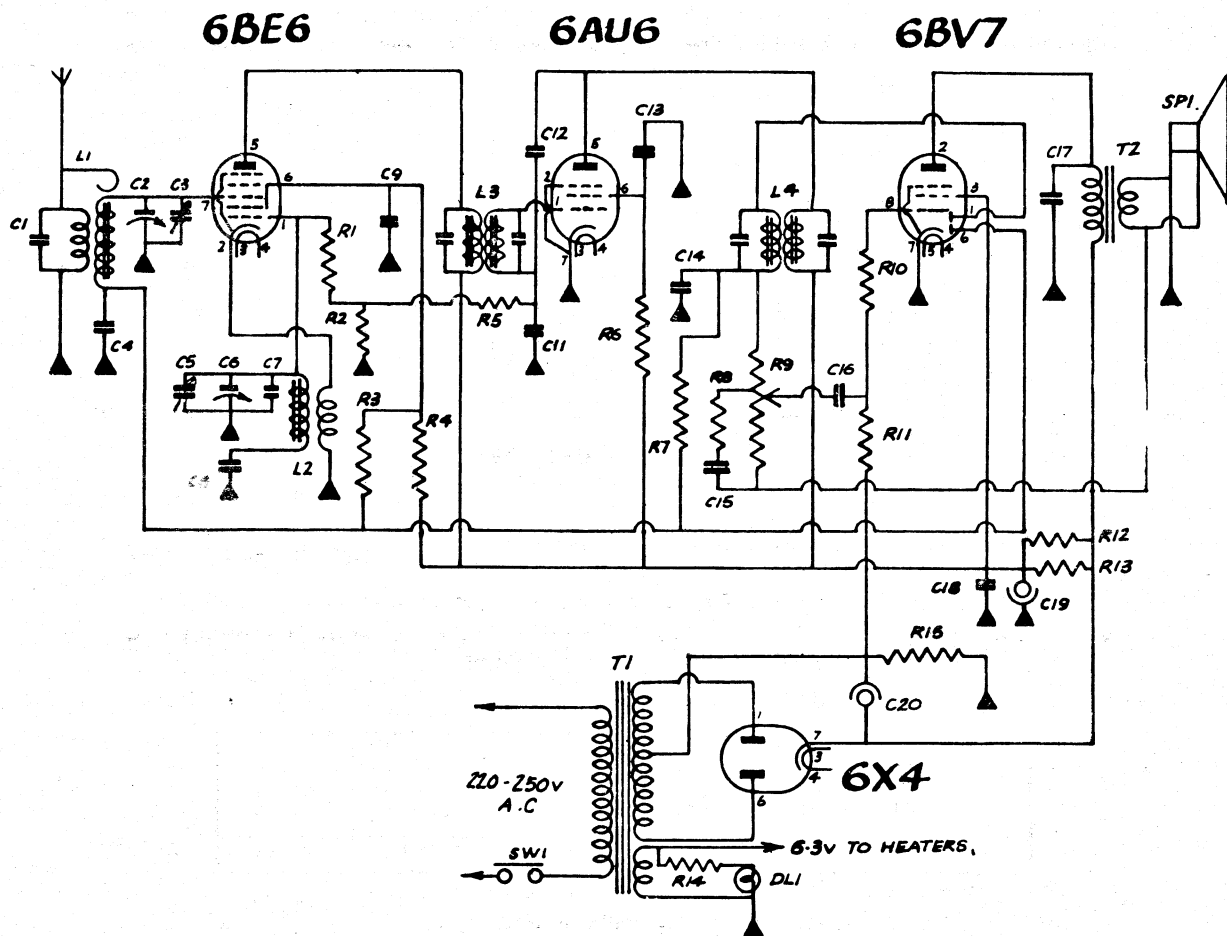 6BE6 6AU6 6BV7
5 5 2
L1 C2 C3 7 6 C9 1 2 3 4
C12 C13 2 1 6 7 3 4
C17 T2 SP1.
8 3 1 6 7 3 4
C1 R1 L3 L4
C14 R10
C4 R2 R5 C11 R6
C5 C6 C7 R3 R4 R8 R9 C16
L2 R7 R11
C15
R12
R13
C18 C19
R15
T1
C20
1 7 3 4 6
6X4
220-250v
A.C
6.3v TO HEATERS.
SW1
R14 DL1